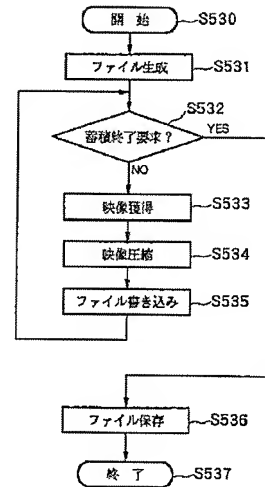 開 始 S530
ファイル生成 S531
S532
蓄積終了要求? YES
NO
映像獲得 S533
映像圧縮 S534
ファイル書き込み S535
ファイル保存 S536
終 了 S537